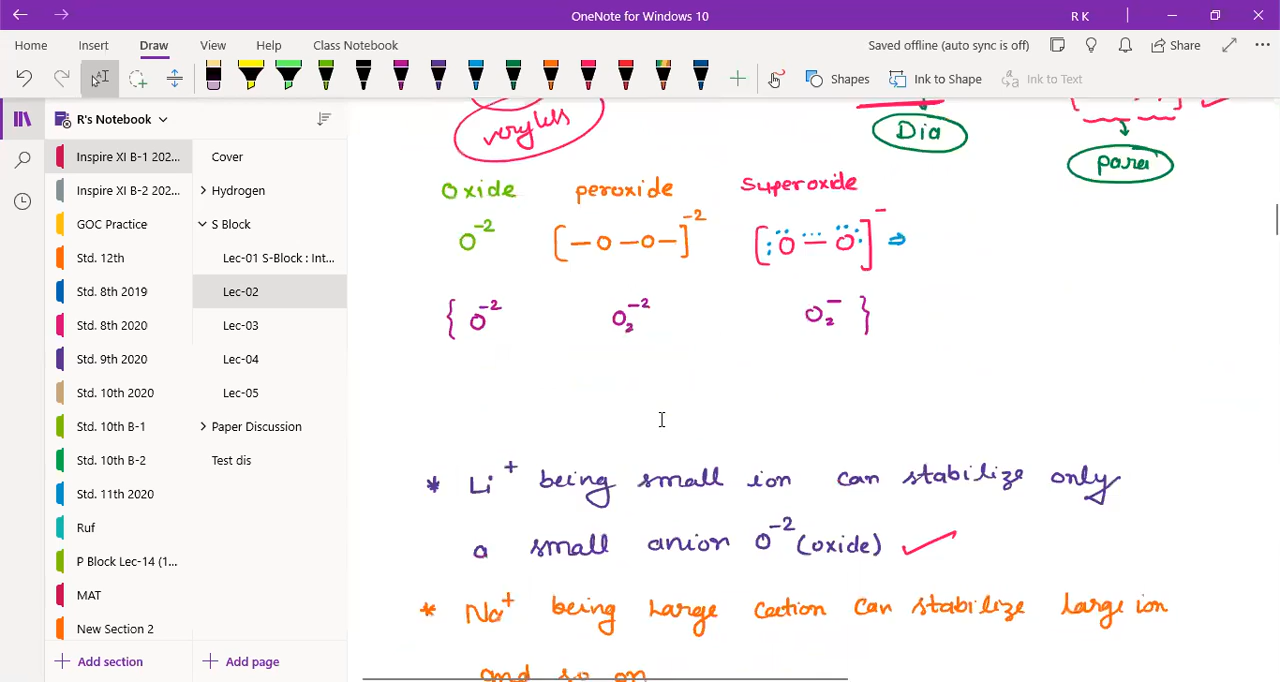 OneNote for Windows 10
R K
Home Insert Draw View Help Class Notebook
Saved offline (auto sync is off)
Share
Shapes
Ink to Shape
Ink to Text
R's Notebook
Inspire XI B-1 202...
Inspire XI B-2 202...
GOC Practice
Std. 12th
Std. 8th 2019
Std. 8th 2020
Std. 9th 2020
Std. 10th 2020
Std. 10th B-1
Std. 10th B-2
Std. 11th 2020
Ruf
P Block Lec-14 (1...
MAT
New Section 2
Add section
Cover
Hydrogen
S Block
Lec-01 S-Block : Int...
Lec-02
Lec-03
Lec-04
Lec-05
Paper Discussion
Test dis
Add page
very less
Dia
para
oxide peroxide superoxide
O⁻² [–O–O–]⁻² [:Ö–Ö:]⁻ ⇒
{ O⁻² O₂⁻² O₂⁻ }
* Li⁺ being small ion can stabilize only
a small anion O⁻² (oxide) ✓
* Na⁺ being Large Cation Can stabilize large ion
and so on